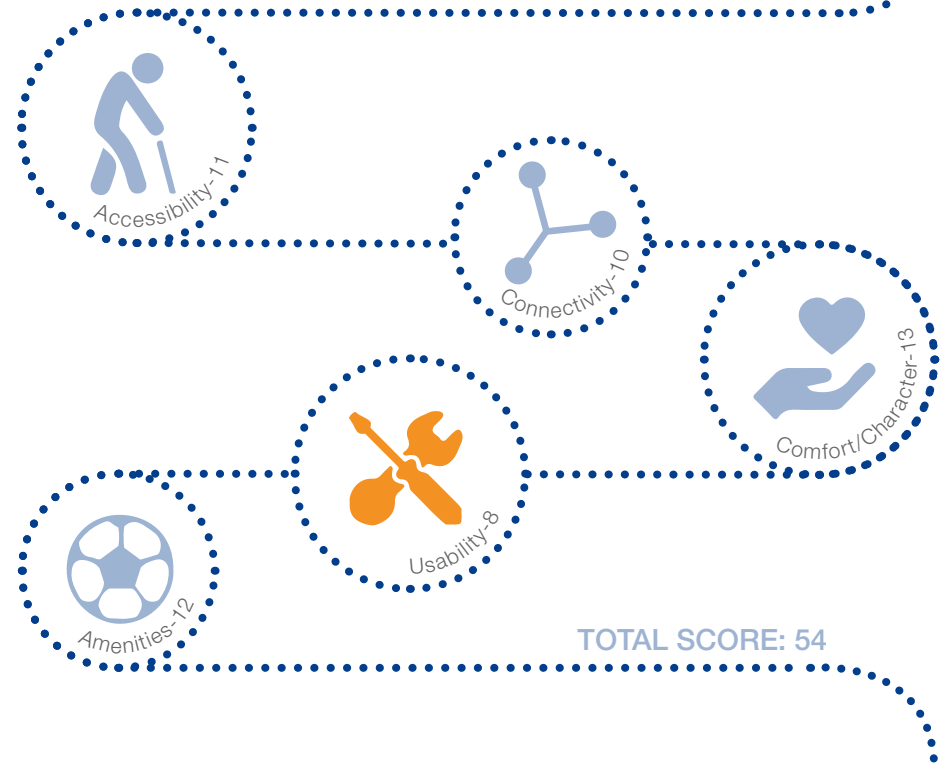 Accessibility-11
Connectivity-10
Comfort/Character-13
Usability-8
Amenities-12
TOTAL SCORE: 54